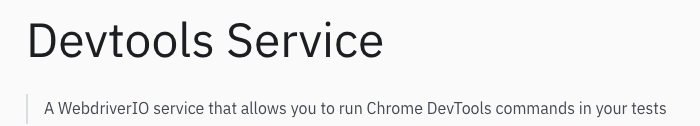 Devtools Service
A WebdriverIO service that allows you to run Chrome DevTools commands in your tests